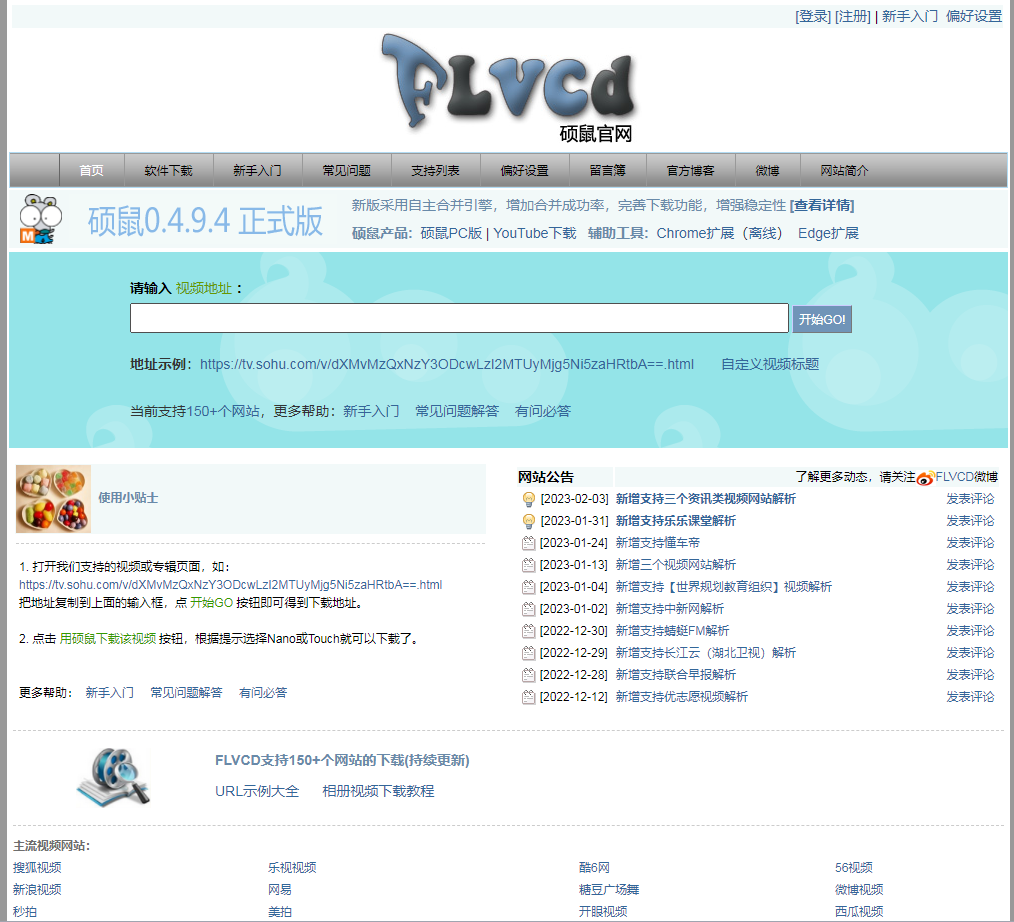 [登录] [注册] | 新手入门 偏好设置
FLVCD
硕鼠官网
首页 软件下载 新手入门 常见问题 支持列表 偏好设置 留言簿 官方博客 微博 网站简介
硕鼠0.4.9.4 正式版
新版采用自主合并引擎，增加合并成功率，完善下载功能，增强稳定性 [查看详情]
硕鼠产品：硕鼠PC版 | YouTube下载 辅助工具：Chrome扩展（离线） Edge扩展
M
请输入 视频地址 ：
开始GO!
地址示例：https://tv.sohu.com/v/dXMvMzQxNzY3ODcwLzI2MTUyMjg5Ni5zaHRtbA==.html 自定义视频标题
当前支持150+个网站，更多帮助：新手入门 常见问题解答 有问必答
使用小贴士
1. 打开我们支持的视频或专辑页面，如：
https://tv.sohu.com/v/dXMvMzQxNzY3ODcwLzI2MTUyMjg5Ni5zaHRtbA==.html
把地址复制到上面的输入框，点 开始GO 按钮即可得到下载地址。
2. 点击 用硕鼠下载该视频 按钮，根据提示选择Nano或Touch就可以下载了。
更多帮助： 新手入门 常见问题解答 有问必答
网站公告 了解更多动态，请关注FLVCD微博
[2023-02-03] 新增支持三个资讯类视频网站解析 发表评论
[2023-01-31] 新增支持乐乐课堂解析 发表评论
[2023-01-24] 新增支持懂车帝 发表评论
[2023-01-13] 新增三个视频网站解析 发表评论
[2023-01-04] 新增支持【世界规划教育组织】视频解析 发表评论
[2023-01-02] 新增支持中新网解析 发表评论
[2022-12-30] 新增支持蜻蜓FM解析 发表评论
[2022-12-29] 新增支持长江云（湖北卫视）解析 发表评论
[2022-12-28] 新增支持联合早报解析 发表评论
[2022-12-12] 新增支持优志愿视频解析 发表评论
FLVCD支持150+个网站的下载(持续更新)
URL示例大全 相册视频下载教程
主流视频网站：
搜狐视频 乐视视频 酷6网 56视频
新浪视频 网易 糖豆广场舞 微博视频
秒拍 美拍 开眼视频 西瓜视频